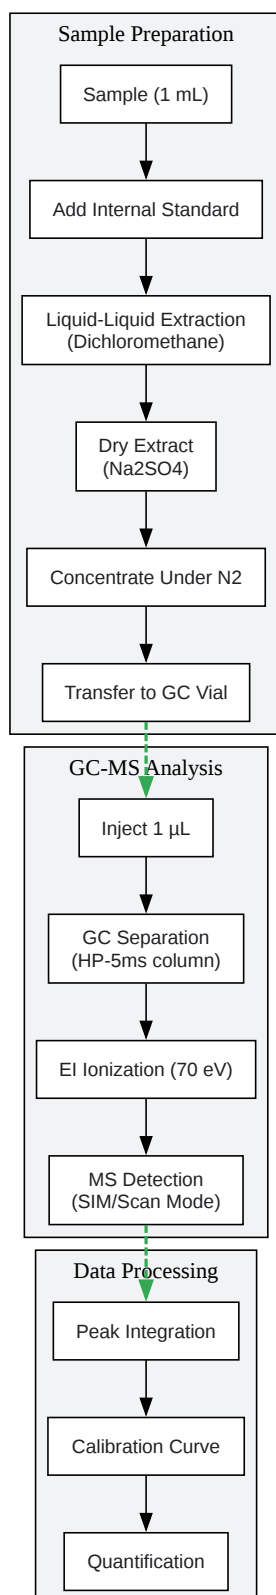 Sample Preparation
Sample (1 mL)
Add Internal Standard
Liquid-Liquid Extraction
(Dichloromethane)
Dry Extract
(Na2SO4)
Concentrate Under N2
Transfer to GC Vial
GC-MS Analysis
Inject 1 µL
GC Separation
(HP-5ms column)
EI Ionization (70 eV)
MS Detection
(SIM/Scan Mode)
Data Processing
Peak Integration
Calibration Curve
Quantification